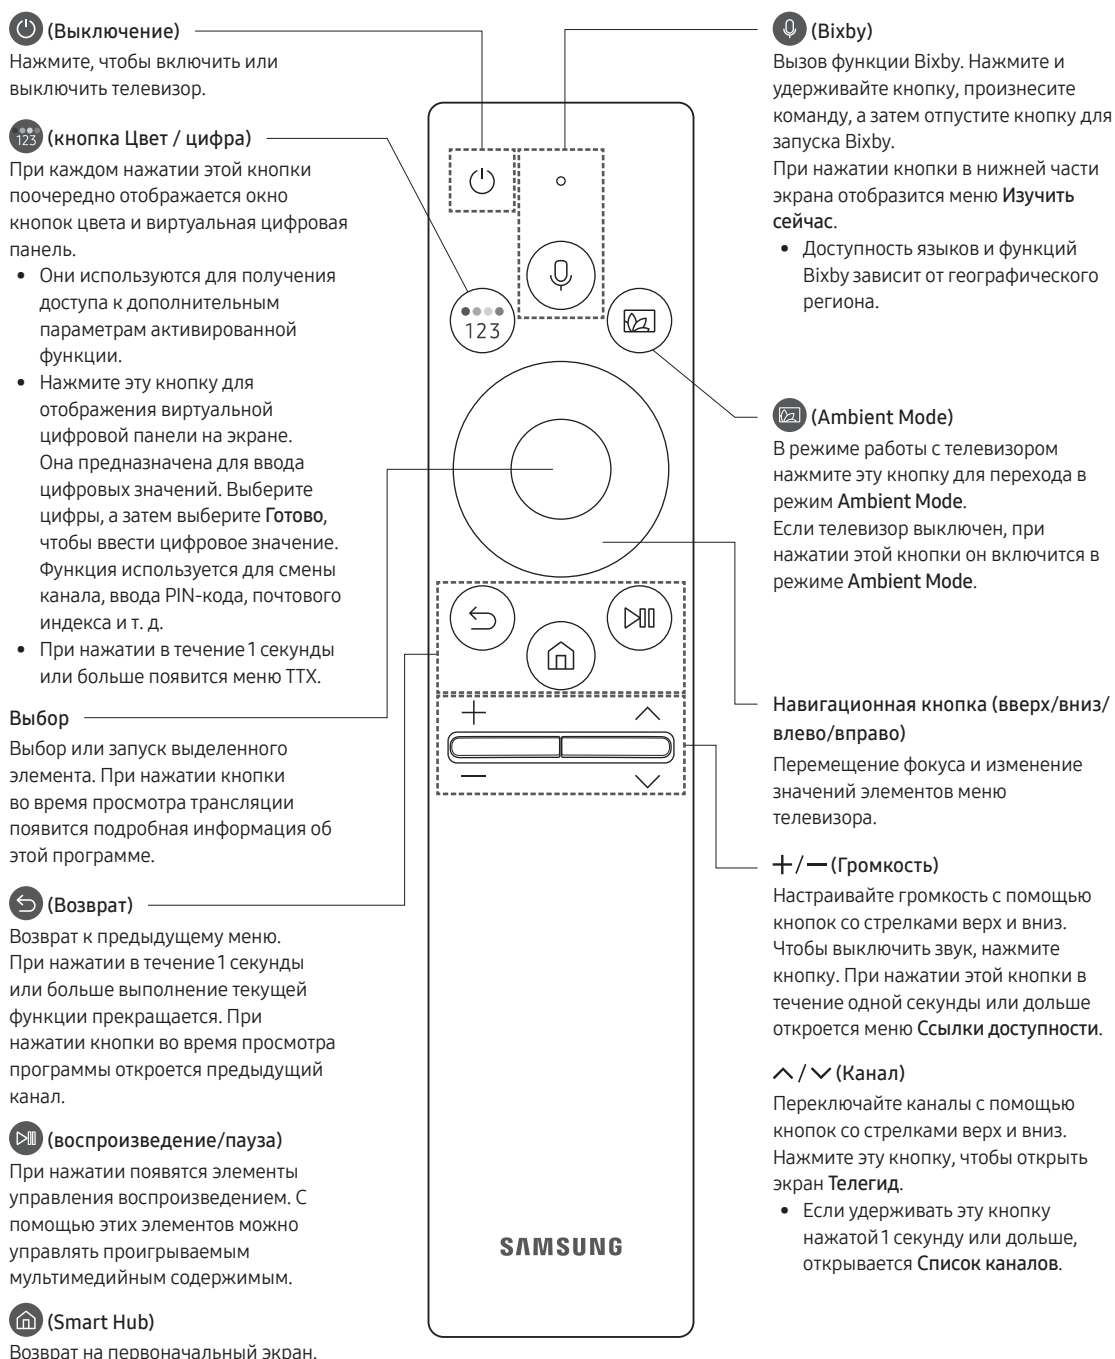 (Выключение)
Нажмите, чтобы включить или
выключить телевизор.
123 (кнопка Цвет / цифра)
При каждом нажатии этой кнопки
поочередно отображается окно
кнопок цвета и виртуальная цифровая
панель.
• Они используются для получения
доступа к дополнительным
параметрам активированной
функции.
• Нажмите эту кнопку для
отображения виртуальной
цифровой панели на экране.
Она предназначена для ввода
цифровых значений. Выберите
цифры, а затем выберите Готово,
чтобы ввести цифровое значение.
Функция используется для смены
канала, ввода PIN-кода, почтового
индекса и т. д.
• При нажатии в течение 1 секунды
или больше появится меню TTX.
Выбор
Выбор или запуск выделенного
элемента. При нажатии кнопки
во время просмотра трансляции
появится подробная информация об
этой программе.
(Возврат)
Возврат к предыдущему меню.
При нажатии в течение 1 секунды
или больше выполнение текущей
функции прекращается. При
нажатии кнопки во время просмотра
программы откроется предыдущий
канал.
(воспроизведение/пауза)
При нажатии появятся элементы
управления воспроизведением. С
помощью этих элементов можно
управлять проигрываемым
мультимедийным содержимым.
(Smart Hub)
Возврат на первоначальный экран.
123
SAMSUNG
(Bixby)
Вызов функции Bixby. Нажмите и
удерживайте кнопку, произнесите
команду, а затем отпустите кнопку для
запуска Bixby.
При нажатии кнопки в нижней части
экрана отобразится меню Изучить
сейчас.
• Доступность языков и функций
Bixby зависит от географического
региона.
(Ambient Mode)
В режиме работы с телевизором
нажмите эту кнопку для перехода в
режим Ambient Mode.
Если телевизор выключен, при
нажатии этой кнопки он включится в
режиме Ambient Mode.
Навигационная кнопка (вверх/вниз/
влево/вправо)
Перемещение фокуса и изменение
значений элементов меню
телевизора.
+/− (Громкость)
Настраивайте громкость с помощью
кнопок со стрелками верх и вниз.
Чтобы выключить звук, нажмите
кнопку. При нажатии этой кнопки в
течение одной секунды или дольше
откроется меню Ссылки доступности.
/ (Канал)
Переключайте каналы с помощью
кнопок со стрелками верх и вниз.
Нажмите эту кнопку, чтобы открыть
экран Телегид.
• Если удерживать эту кнопку
нажатой 1 секунду или дольше,
открывается Список каналов.